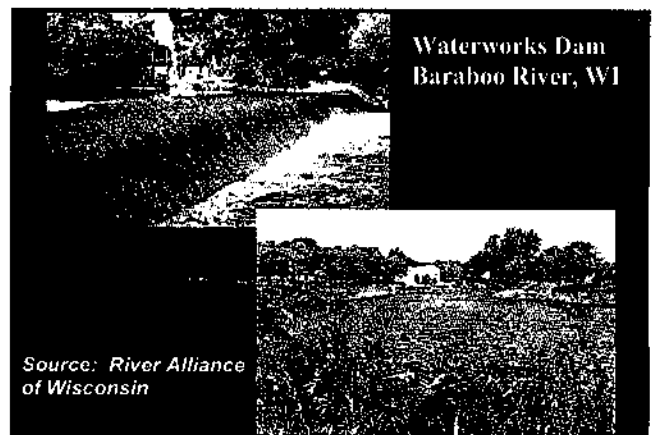 Waterworks Dam
Baraboo River, WI
Source: River Alliance
of Wisconsin